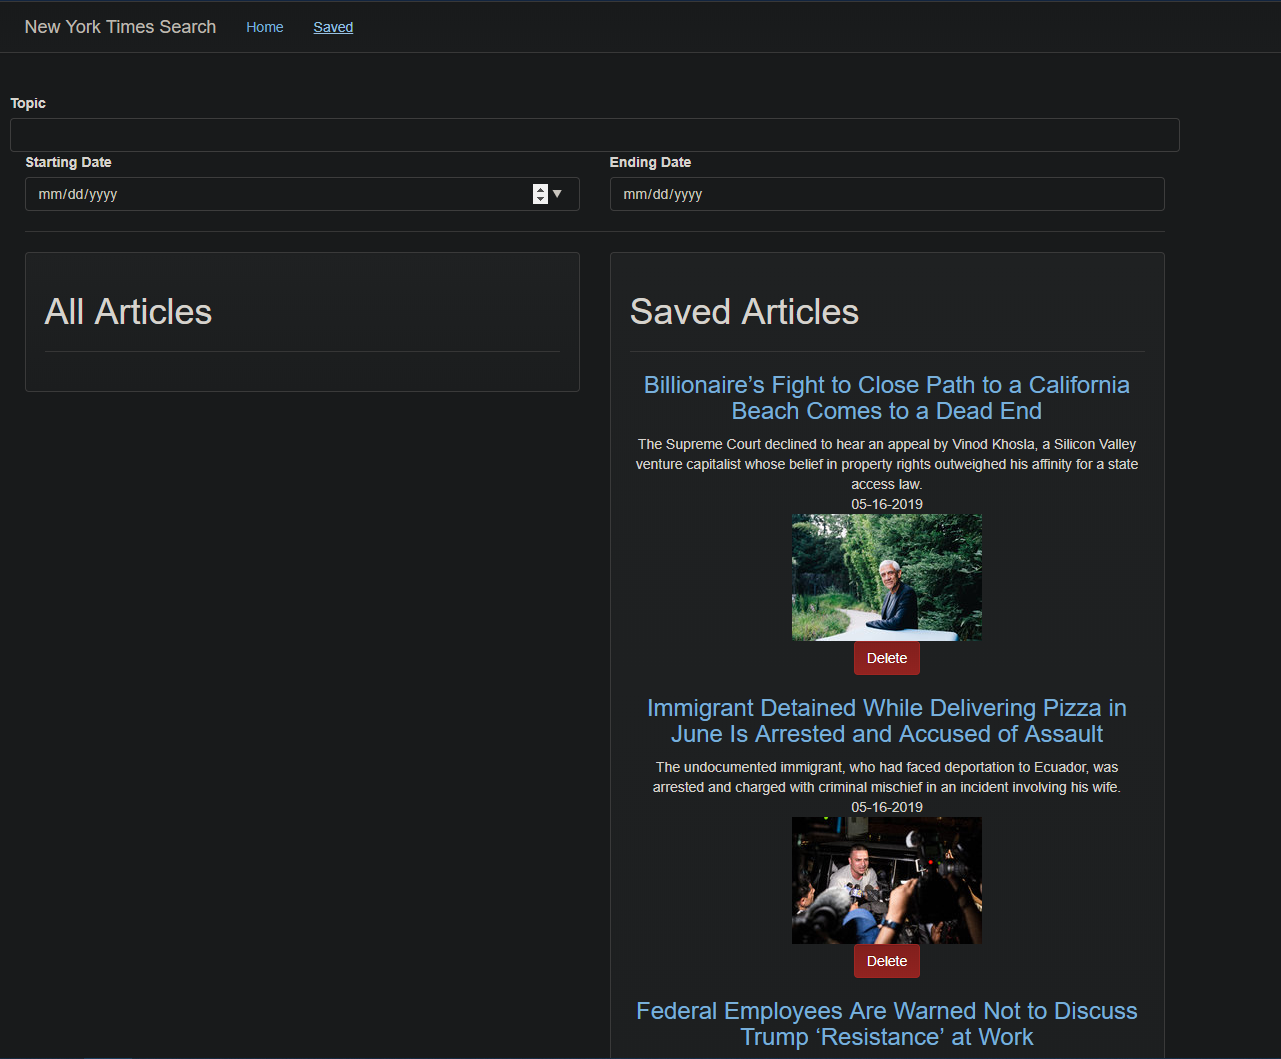 New York Times Search Home Saved
Topic
Starting Date Ending Date
mm/dd/yyyy mm/dd/yyyy
All Articles
Saved Articles
Billionaire’s Fight to Close Path to a California
Beach Comes to a Dead End
The Supreme Court declined to hear an appeal by Vinod Khosla, a Silicon Valley
venture capitalist whose belief in property rights outweighed his affinity for a state
access law.
05-16-2019
Delete
Immigrant Detained While Delivering Pizza in
June Is Arrested and Accused of Assault
The undocumented immigrant, who had faced deportation to Ecuador, was
arrested and charged with criminal mischief in an incident involving his wife.
05-16-2019
Delete
Federal Employees Are Warned Not to Discuss
Trump ‘Resistance’ at Work